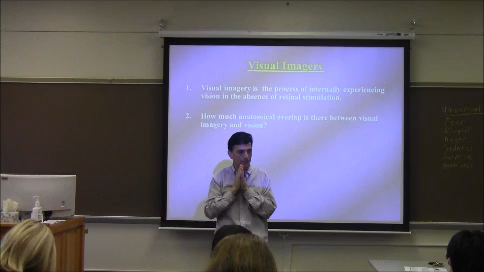 Visual Imagery
1. Visual imagery is the process of internally experiencing
vision in the absence of retinal stimulation.
2. How much anatomical overlap is there between visual
imagery and vision?